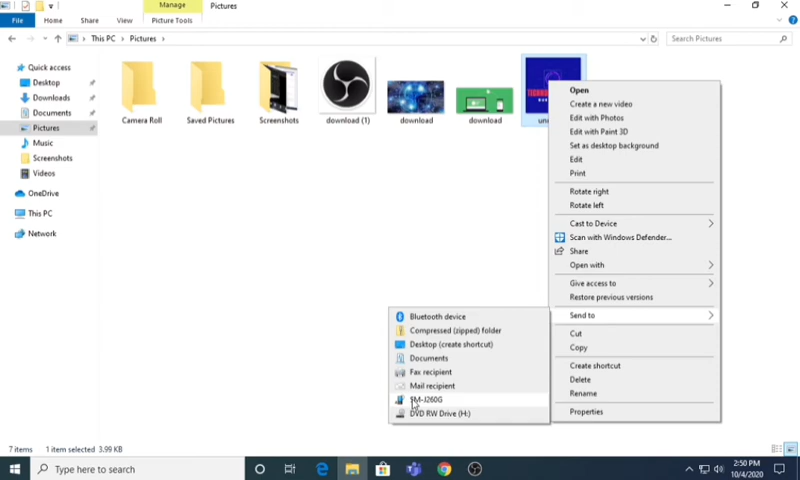 Manage
Pictures
File
Home
Share
View
Picture Tools
This PC
Pictures
Search Pictures
Quick access
Desktop
Downloads
Documents
Pictures
Music
Screenshots
Videos
OneDrive
This PC
Network
Camera Roll
Saved Pictures
Screenshots
download (1)
download
download
Open
Create a new video
Edit with Photos
Edit with Paint 3D
Set as desktop background
Edit
Print
Rotate right
Rotate left
Cast to Device
Scan with Windows Defender...
Share
Open with
Give access to
Restore previous versions
Send to
Cut
Copy
Create shortcut
Delete
Rename
Properties
Bluetooth device
Compressed (zipped) folder
Desktop (create shortcut)
Documents
Fax recipient
Mail recipient
SM-J260G
DVD RW Drive (H:)
7 items
1 item selected 3.99 KB
Type here to search
2:50 PM
10/4/2020